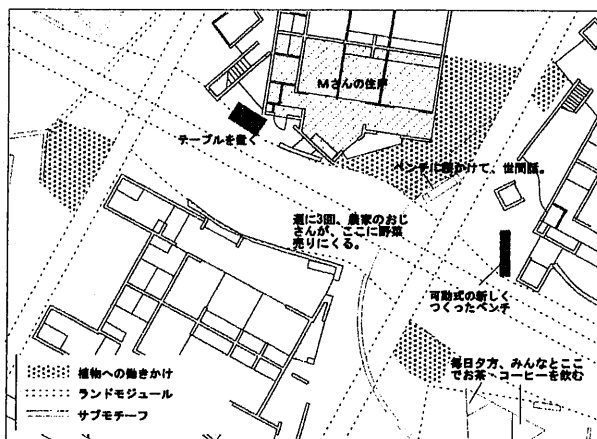 Mさんの住戸
テーブルを置く
ベンチに腰かけて、世間話。
週に3回、農家のおじ
さんが、ここに野菜
売りにくる。
可動式の新しく
つくったベンチ
毎日夕方、みんなとここ
でお茶・コーヒーを飲む
植物への働きかけ
ランドモジュール
サブモチーフ